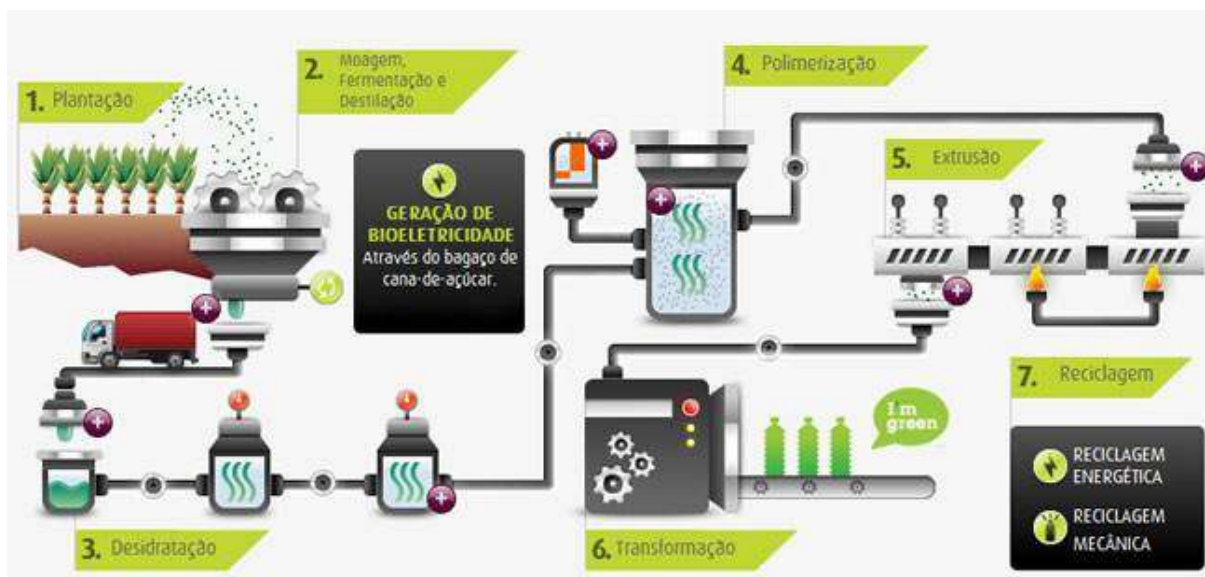 1. Plantação
2. Moagem,
Fermentação e
Destilação
GERAÇÃO DE
BIOELETRICIDADE
Através do bagaço de
cana-de-açúcar.
3. Desidratação
4. Polimerização
5. Extrusão
6. Transformação
I'm
green
7. Reciclagem
RECICLAGEM
ENERGÉTICA
RECICLAGEM
MECÂNICA